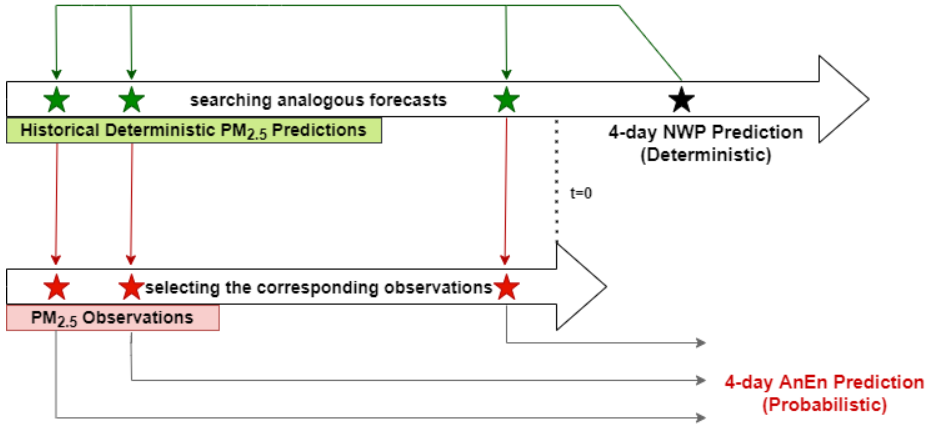 searching analogous forecasts
Historical Deterministic PM2.5 Predictions
4-day NWP Prediction
(Deterministic)
t=0
selecting the corresponding observations
PM2.5 Observations
4-day AnEn Prediction
(Probabilistic)